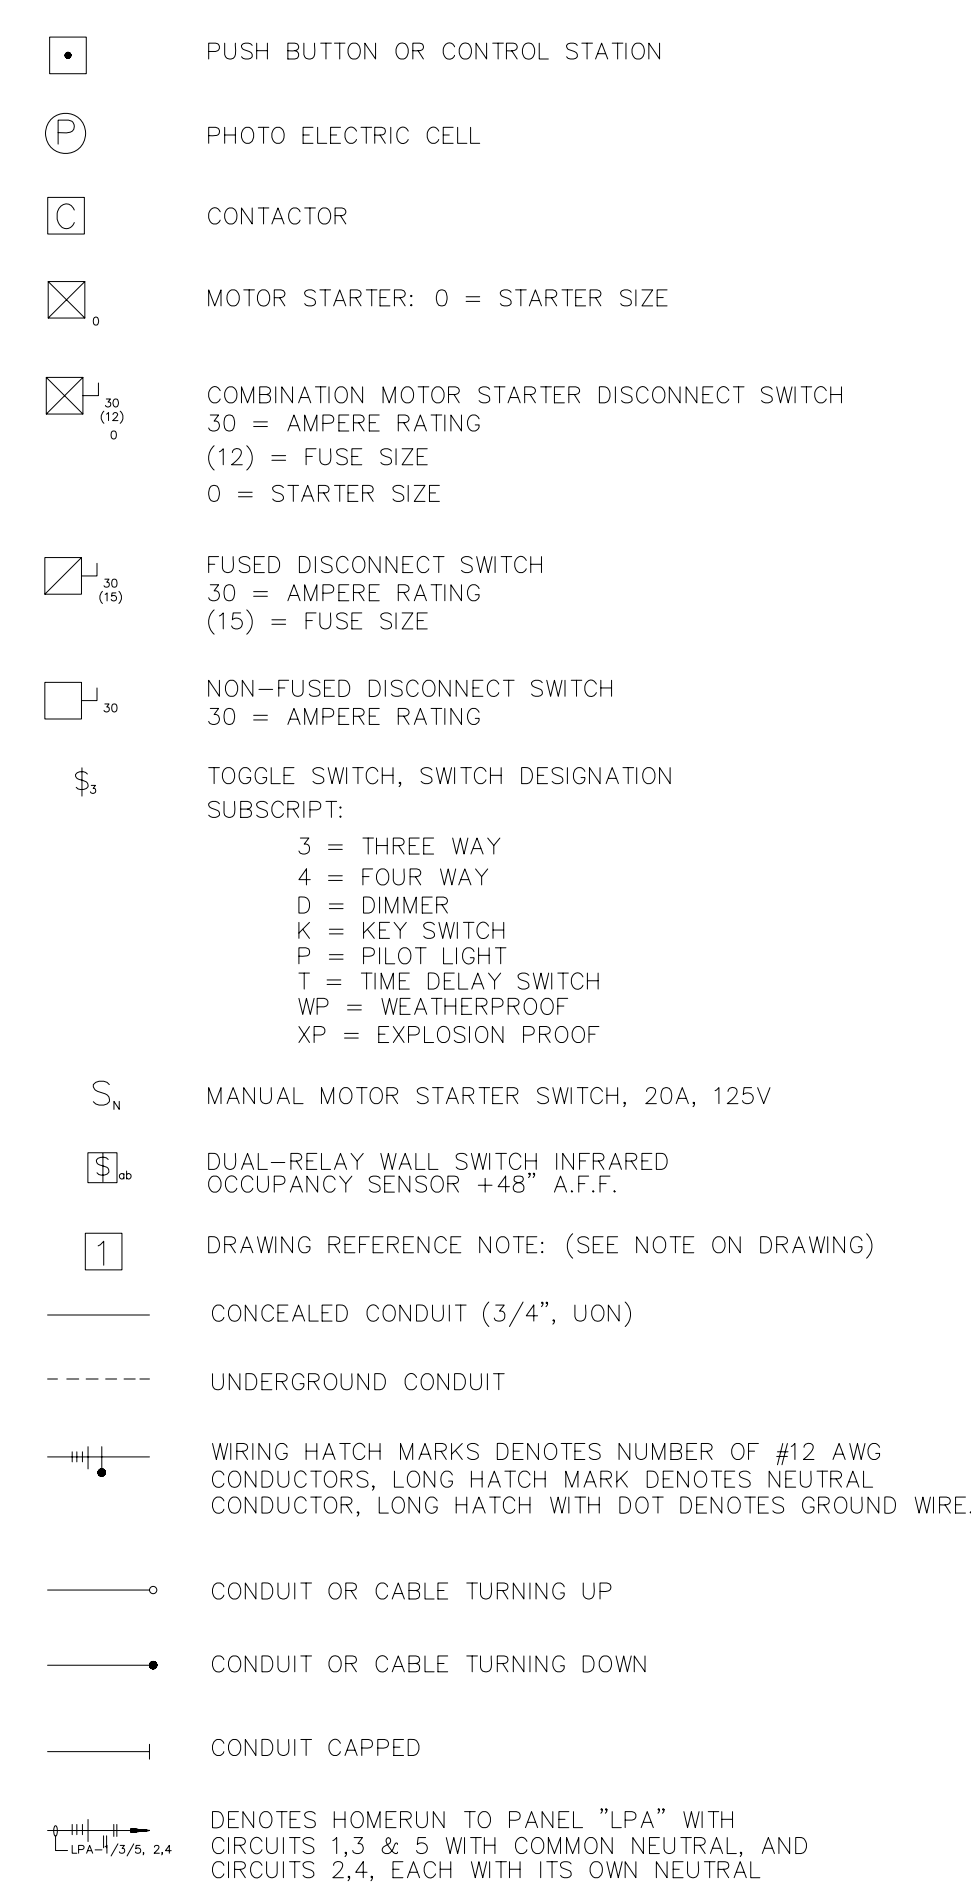 PUSH BUTTON OR CONTROL STATION
P PHOTO ELECTRIC CELL
C CONTACTOR
MOTOR STARTER: 0 = STARTER SIZE
0
COMBINATION MOTOR STARTER DISCONNECT SWITCH
30
30 = AMPERE RATING
(12)
0
(12) = FUSE SIZE
0 = STARTER SIZE
FUSED DISCONNECT SWITCH
30
30 = AMPERE RATING
(15)
(15) = FUSE SIZE
NON-FUSED DISCONNECT SWITCH
30
30 = AMPERE RATING
$3 TOGGLE SWITCH, SWITCH DESIGNATION
SUBSCRIPT:
3 = THREE WAY
4 = FOUR WAY
D = DIMMER
K = KEY SWITCH
P = PILOT LIGHT
T = TIME DELAY SWITCH
WP = WEATHERPROOF
XP = EXPLOSION PROOF
SN MANUAL MOTOR STARTER SWITCH, 20A, 125V
$ab DUAL-RELAY WALL SWITCH INFRARED
OCCUPANCY SENSOR +48" A.F.F.
1 DRAWING REFERENCE NOTE: (SEE NOTE ON DRAWING)
CONCEALED CONDUIT (3/4", UON)
UNDERGROUND CONDUIT
WIRING HATCH MARKS DENOTES NUMBER OF #12 AWG
CONDUCTORS, LONG HATCH MARK DENOTES NEUTRAL
CONDUCTOR, LONG HATCH WITH DOT DENOTES GROUND WIRE.
CONDUIT OR CABLE TURNING UP
CONDUIT OR CABLE TURNING DOWN
CONDUIT CAPPED
DENOTES HOMERUN TO PANEL "LPA" WITH
LPA-1/3/5, 2,4
CIRCUITS 1,3 & 5 WITH COMMON NEUTRAL, AND
CIRCUITS 2,4, EACH WITH ITS OWN NEUTRAL